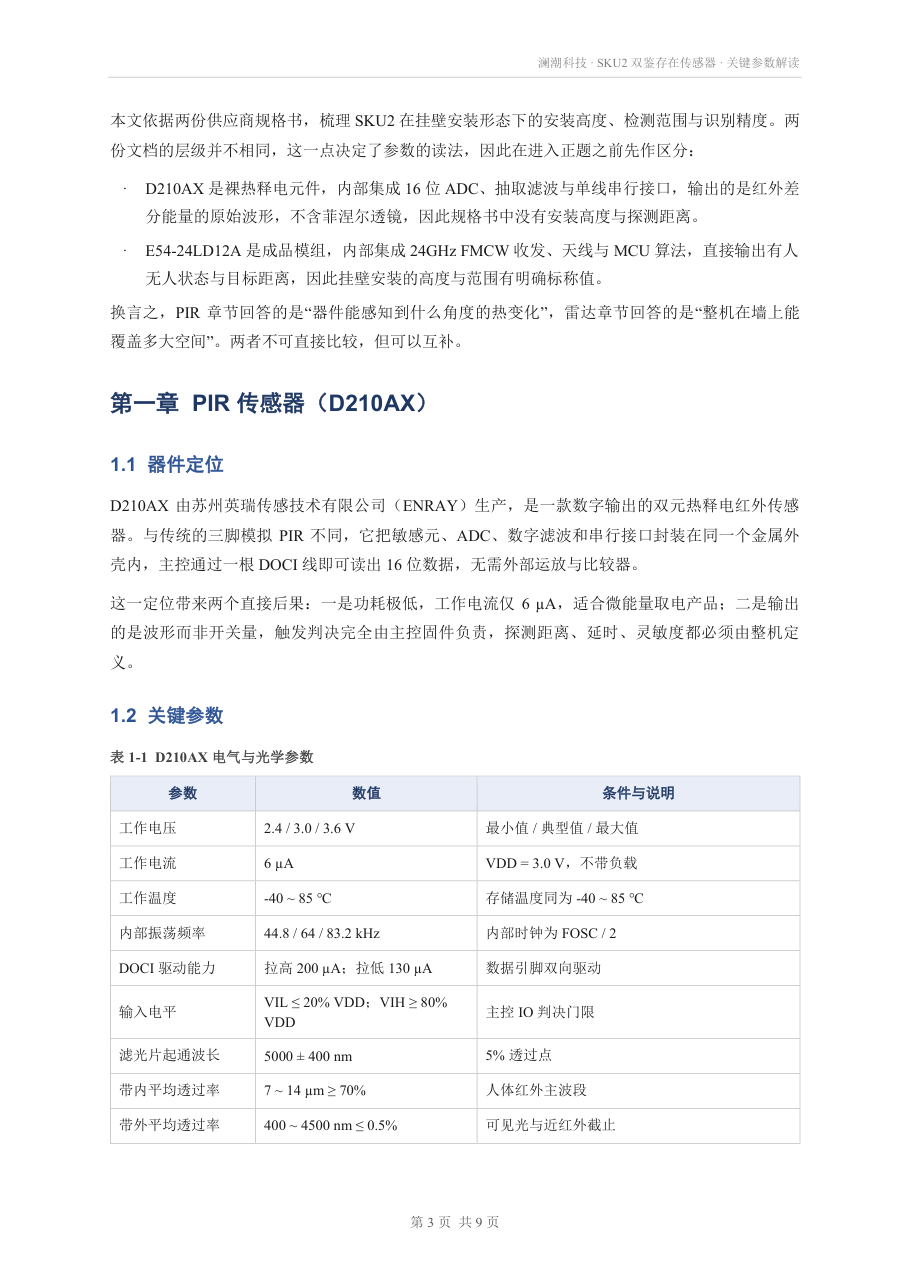 澜潮科技 · SKU2 双鉴存在传感器 · 关键参数解读
本文依据两份供应商规格书，梳理 SKU2 在挂壁安装形态下的安装高度、检测范围与识别精度。两
份文档的层级并不相同，这一点决定了参数的读法，因此在进入正题之前先作区分：
· D210AX 是裸热释电元件，内部集成 16 位 ADC、抽取滤波与单线串行接口，输出的是红外差
分能量的原始波形，不含菲涅尔透镜，因此规格书中没有安装高度与探测距离。
· E54-24LD12A 是成品模组，内部集成 24GHz FMCW 收发、天线与 MCU 算法，直接输出有人
无人状态与目标距离，因此挂壁安装的高度与范围有明确标称值。
换言之，PIR 章节回答的是“器件能感知到什么角度的热变化”，雷达章节回答的是“整机在墙上能
覆盖多大空间”。两者不可直接比较，但可以互补。
第一章 PIR 传感器（D210AX）
1.1 器件定位
D210AX 由苏州英瑞传感技术有限公司（ENRAY）生产，是一款数字输出的双元热释电红外传感
器。与传统的三脚模拟 PIR 不同，它把敏感元、ADC、数字滤波和串行接口封装在同一个金属外
壳内，主控通过一根 DOCI 线即可读出 16 位数据，无需外部运放与比较器。
这一定位带来两个直接后果：一是功耗极低，工作电流仅 6 µA，适合微能量取电产品；二是输出
的是波形而非开关量，触发判决完全由主控固件负责，探测距离、延时、灵敏度都必须由整机定
义。
1.2 关键参数
表 1-1 D210AX 电气与光学参数
参数 数值 条件与说明
工作电压 2.4 / 3.0 / 3.6 V 最小值 / 典型值 / 最大值
工作电流 6 µA VDD = 3.0 V，不带负载
工作温度 -40 ~ 85 ℃ 存储温度同为 -40 ~ 85 ℃
内部振荡频率 44.8 / 64 / 83.2 kHz 内部时钟为 FOSC / 2
DOCI 驱动能力 拉高 200 µA；拉低 130 µA 数据引脚双向驱动
输入电平 VIL ≤ 20% VDD；VIH ≥ 80%
VDD 主控 IO 判决门限
滤光片起通波长 5000 ± 400 nm 5% 透过点
带内平均透过率 7 ~ 14 µm ≥ 70% 人体红外主波段
带外平均透过率 400 ~ 4500 nm ≤ 0.5% 可见光与近红外截止
第 3 页 共 9 页